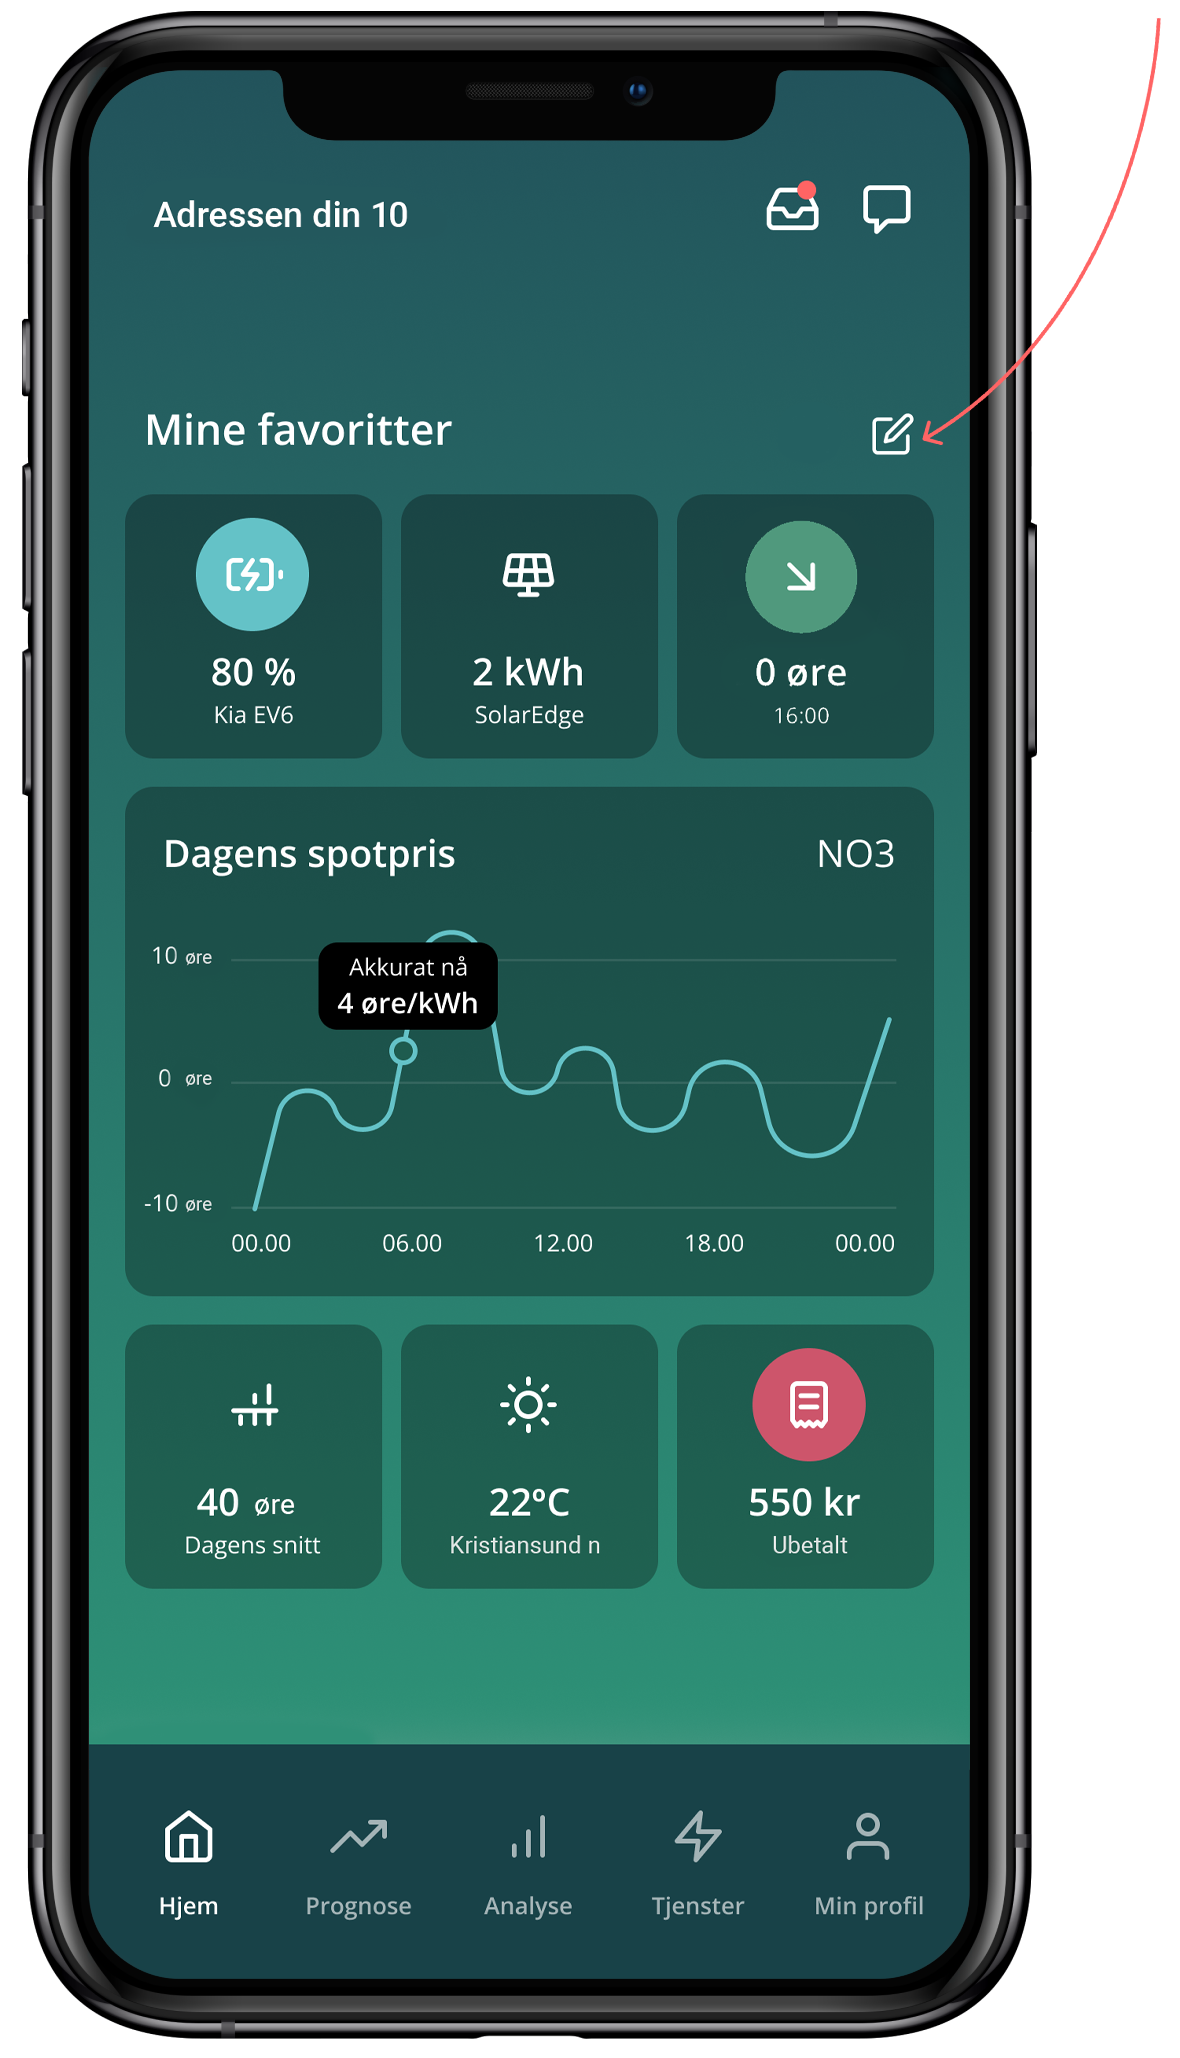 Adressen din 10
Mine favoritter
80 %
Kia EV6
2 kWh
SolarEdge
0 øre
16:00
Dagens spotpris
NO3
10 øre
Akkurat nå
4 øre/kWh
0 øre
-10 øre
00.00 06.00 12.00 18.00 00.00
40 øre
Dagens snitt
22°C
Kristiansund n
550 kr
Ubetalt
Hjem Prognose Analyse Tjenster Min profil